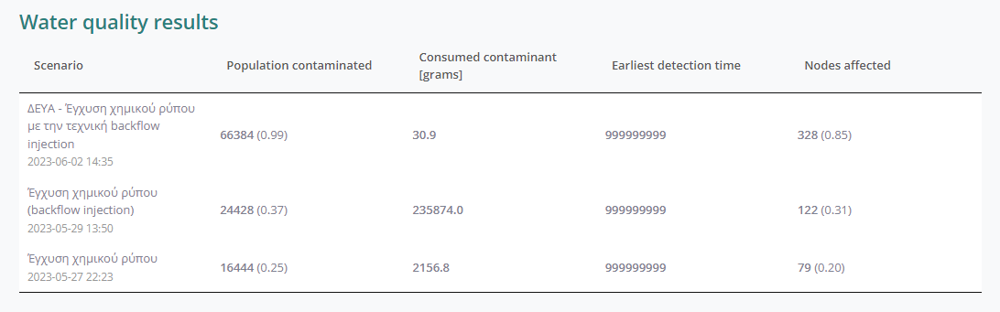 Water quality results
Scenario
Population contaminated
Consumed contaminant
[grams]
Earliest detection time
Nodes affected
ΔΕΥΑ - Έγχυση χημικού ρύπου
με την τεχνική backflow
injection
2023-06-02 14:35
66384 (0.99)
30.9
999999999
328 (0.85)
Έγχυση χημικού ρύπου
(backflow injection)
2023-05-29 13:50
24428 (0.37)
235874.0
999999999
122 (0.31)
Έγχυση χημικού ρύπου
2023-05-27 22:23
16444 (0.25)
2156.8
999999999
79 (0.20)